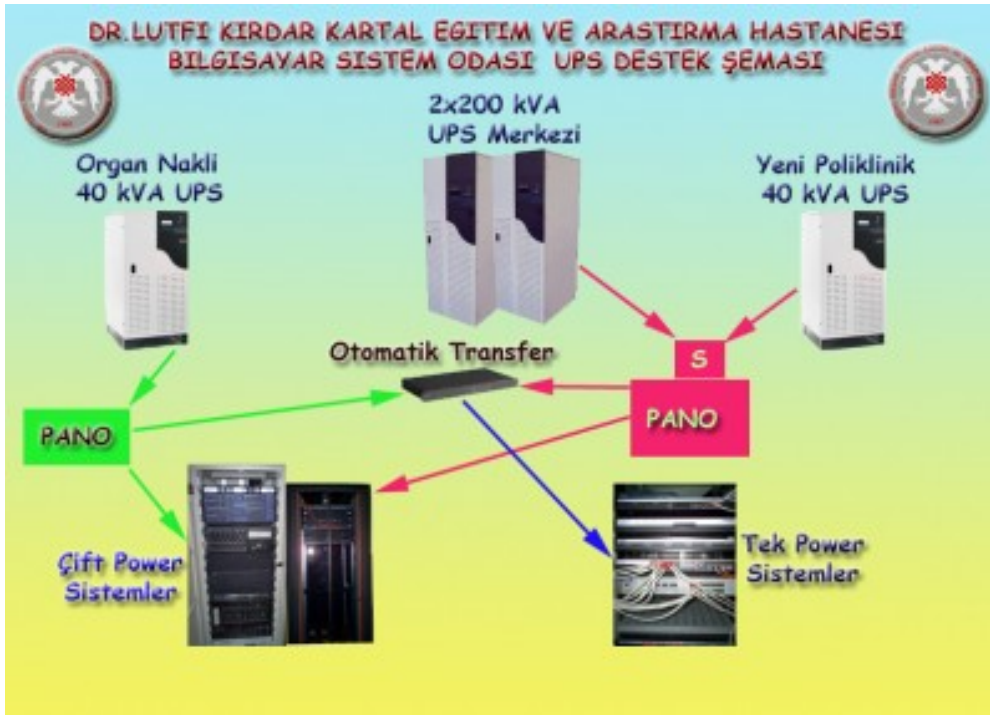 DR.LUTFI KIRDAR KARTAL EGITIM VE ARASTIRMA HASTANESI
BILGISAYAR SISTEM ODASI UPS DESTEK ŞEMASI
2x200 kVA
UPS Merkezi
Organ Nakli
40 kVA UPS
Yeni Poliklinik
40 kVA UPS
Otomatik Transfer
S
PANO
PANO
Çift Power
Sistemler
Tek Power
Sistemler